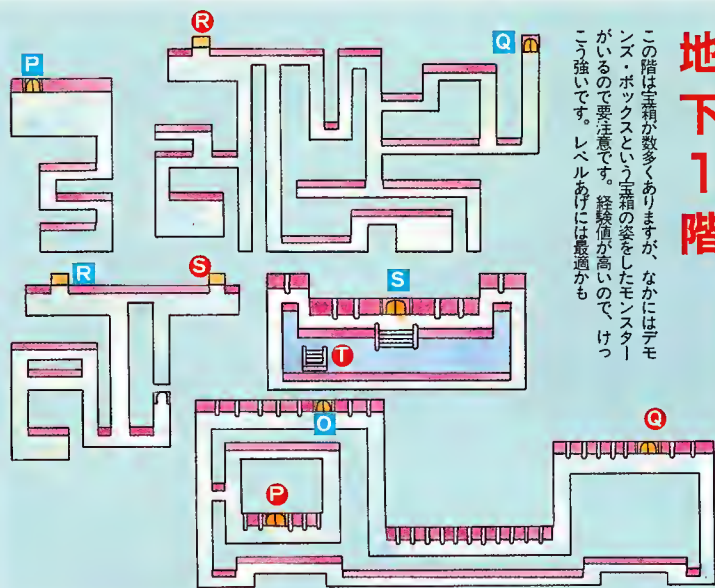 地下1階
この階は宝箱が数多くありますが、なかにはデモ
ンズ・ボックスという宝箱の姿をしたモンスター
がいるので要注意です。経験値が高いので、けっ
こう強いです。レベルあげには最適かも
P
R
Q
R
S
S
T
O
P
Q